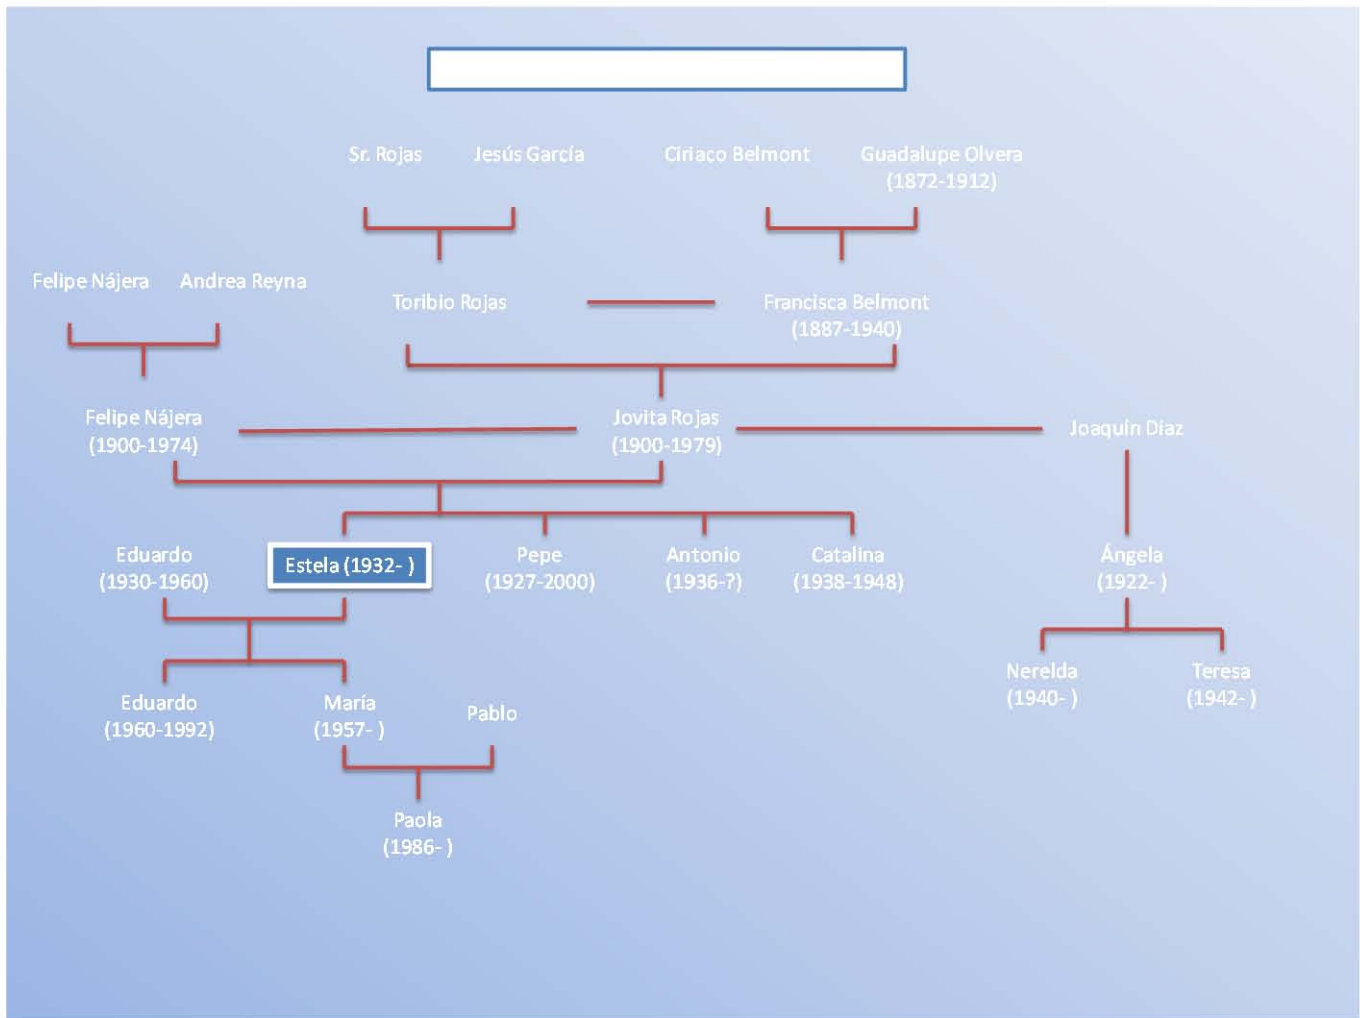 Sr. Rojas
Jesús García
Ciriaco Belmont
Guadalupe Olvera
(1872-1912)
Felipe Nájera
Andrea Reyna
Toribio Rojas
Francisca Belmont
(1887-1940)
Felipe Nájera
(1900-1974)
Jovita Rojas
(1900-1979)
Joaquín Díaz
Eduardo
(1930-1960)
Estela (1932- )
Pepe
(1927-2000)
Antonio
(1936-?)
Catalina
(1938-1948)
Ángela
(1922- )
Nerelda
(1940- )
Teresa
(1942- )
Eduardo
(1960-1992)
María
(1957- )
Pablo
Paola
(1986- )